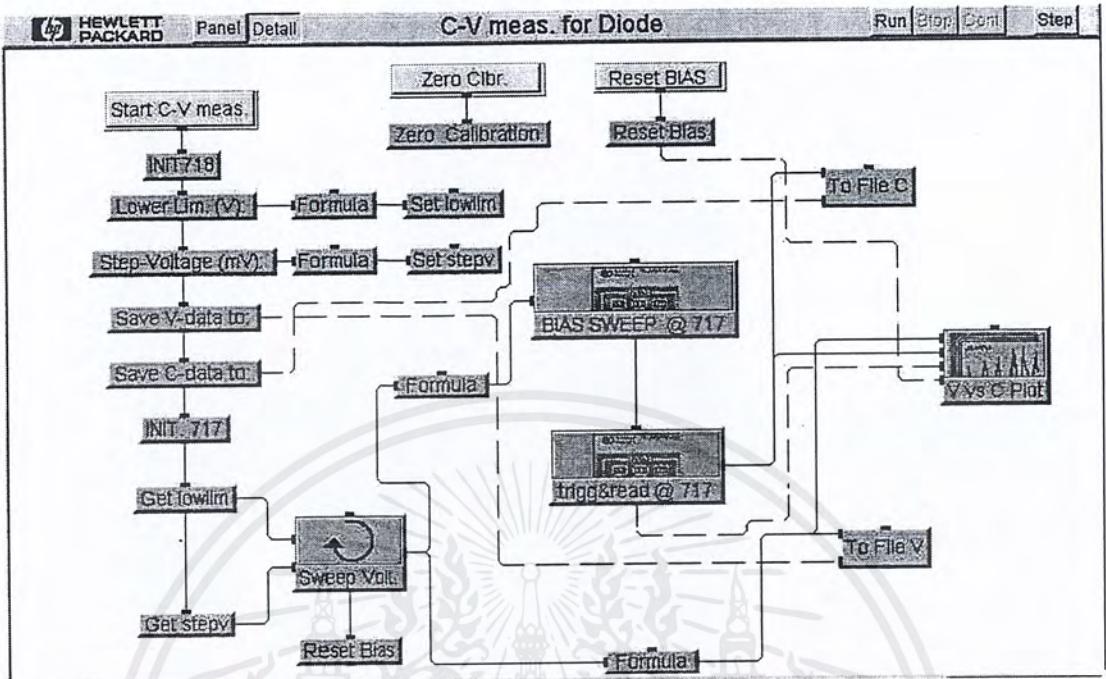 hp HEWLETT PACKARD Panel Detail C-V meas. for Diode Run Stop Cont Step
Start C-V meas.
Zero Clbr.
Reset BIAS
Zero Calibration
Reset Bias
INIT718
Lower Lim. (V):
Formula
Set lowlim
To File C
Step-Voltage (mV):
Formula
Set stepv
Save V-data to:
BIAS SWEEP @ 717
Save C-data to:
Formula
V Vs C Plot
INIT. 717
Get lowlim
trigg&read @ 717
Sweep Volt.
To File V
Get stepv
Reset Bias
Formula